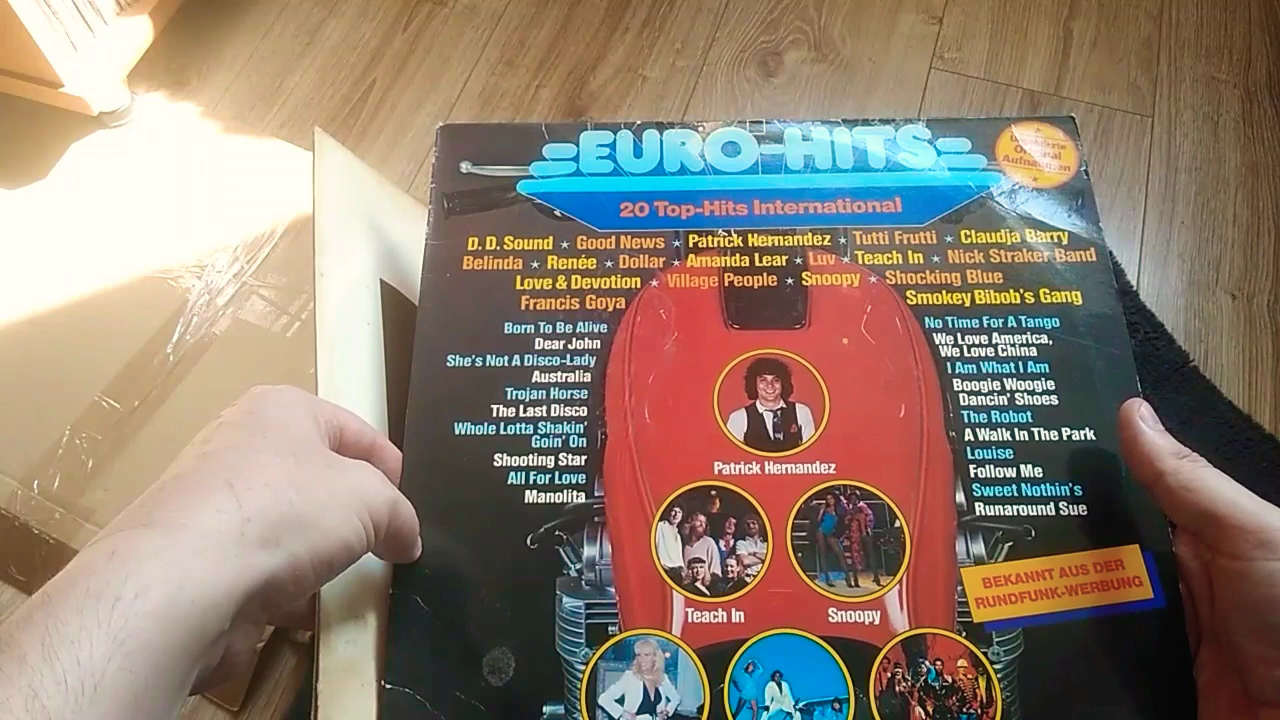 EURO-HITS
Original
Aufnahmen
20 Top-Hits International
D.D. Sound ★ Good News ★ Patrick Hernandez ★ Tutti Frutti ★ Claudja Barry
Belinda ★ Renée ★ Dollar ★ Amanda Lear ★ Luv ★ Teach In ★ Nick Straker Band
Love & Devotion ★ Village People ★ Snoopy ★ Shocking Blue
Francis Goya
Smokey Bibob's Gang
Born To Be Alive
Dear John
She's Not A Disco-Lady
Australia
Trojan Horse
The Last Disco
Whole Lotta Shakin'
Goin' On
Shooting Star
All For Love
Manolita
No Time For A Tango
We Love America,
We Love China
I Am What I Am
Boogie Woogie
Dancin' Shoes
The Robot
A Walk In The Park
Louise
Follow Me
Sweet Nothin's
Runaround Sue
Patrick Hernandez
Teach In
Snoopy
BEKANNT AUS DER
RUNDFUNK-WERBUNG